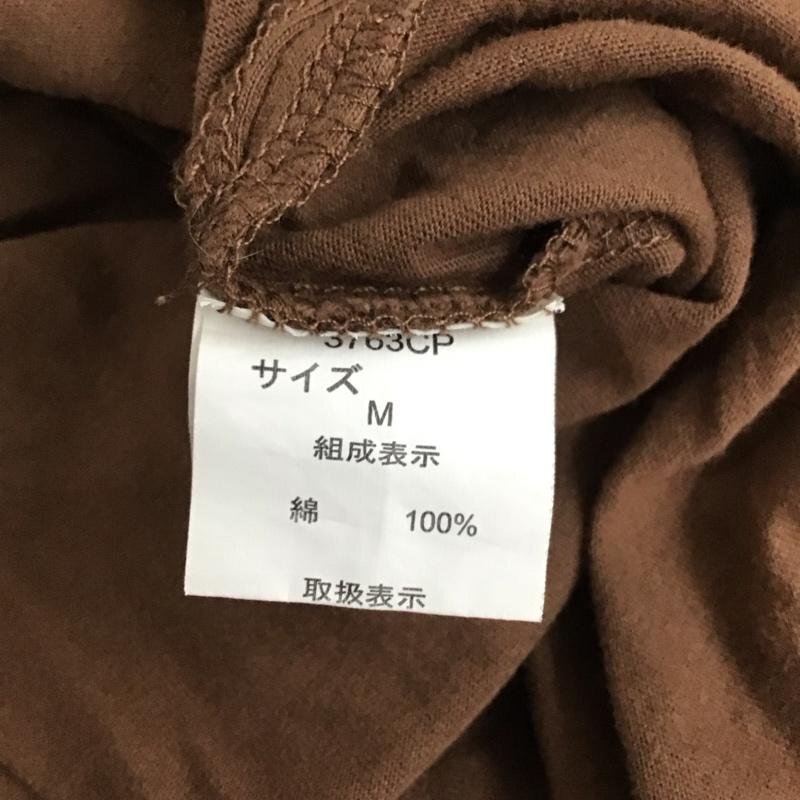 3763CP
サイズ
M
組成表示
綿 100%
取扱表示